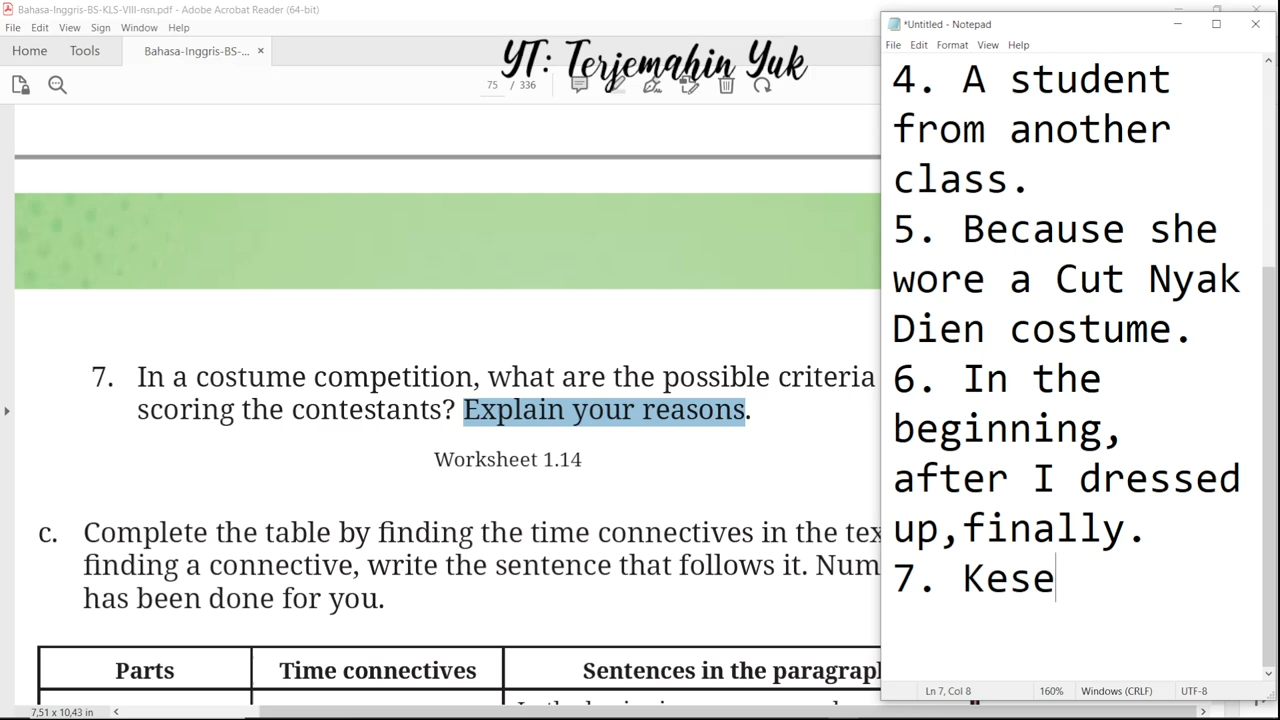 Bahasa-Inggris-BS-KLS-VIII-nsn.pdf - Adobe Acrobat Reader (64-bit)
File Edit View Sign Window Help
Home Tools Bahasa-Inggris-BS-... ×
YT: Terjemahin Yuk
75 / 336
7. In a costume competition, what are the possible criteria
scoring the contestants? Explain your reasons.
Worksheet 1.14
c. Complete the table by finding the time connectives in the tex
finding a connective, write the sentence that follows it. Num
has been done for you.
Parts Time connectives Sentences in the paragrap
7,51 x 10,43 in
*Untitled - Notepad
File Edit Format View Help
4. A student
from another
class.
5. Because she
wore a Cut Nyak
Dien costume.
6. In the
beginning,
after I dressed
up,finally.
7. Kese
Ln 7, Col 8 160% Windows (CRLF) UTF-8